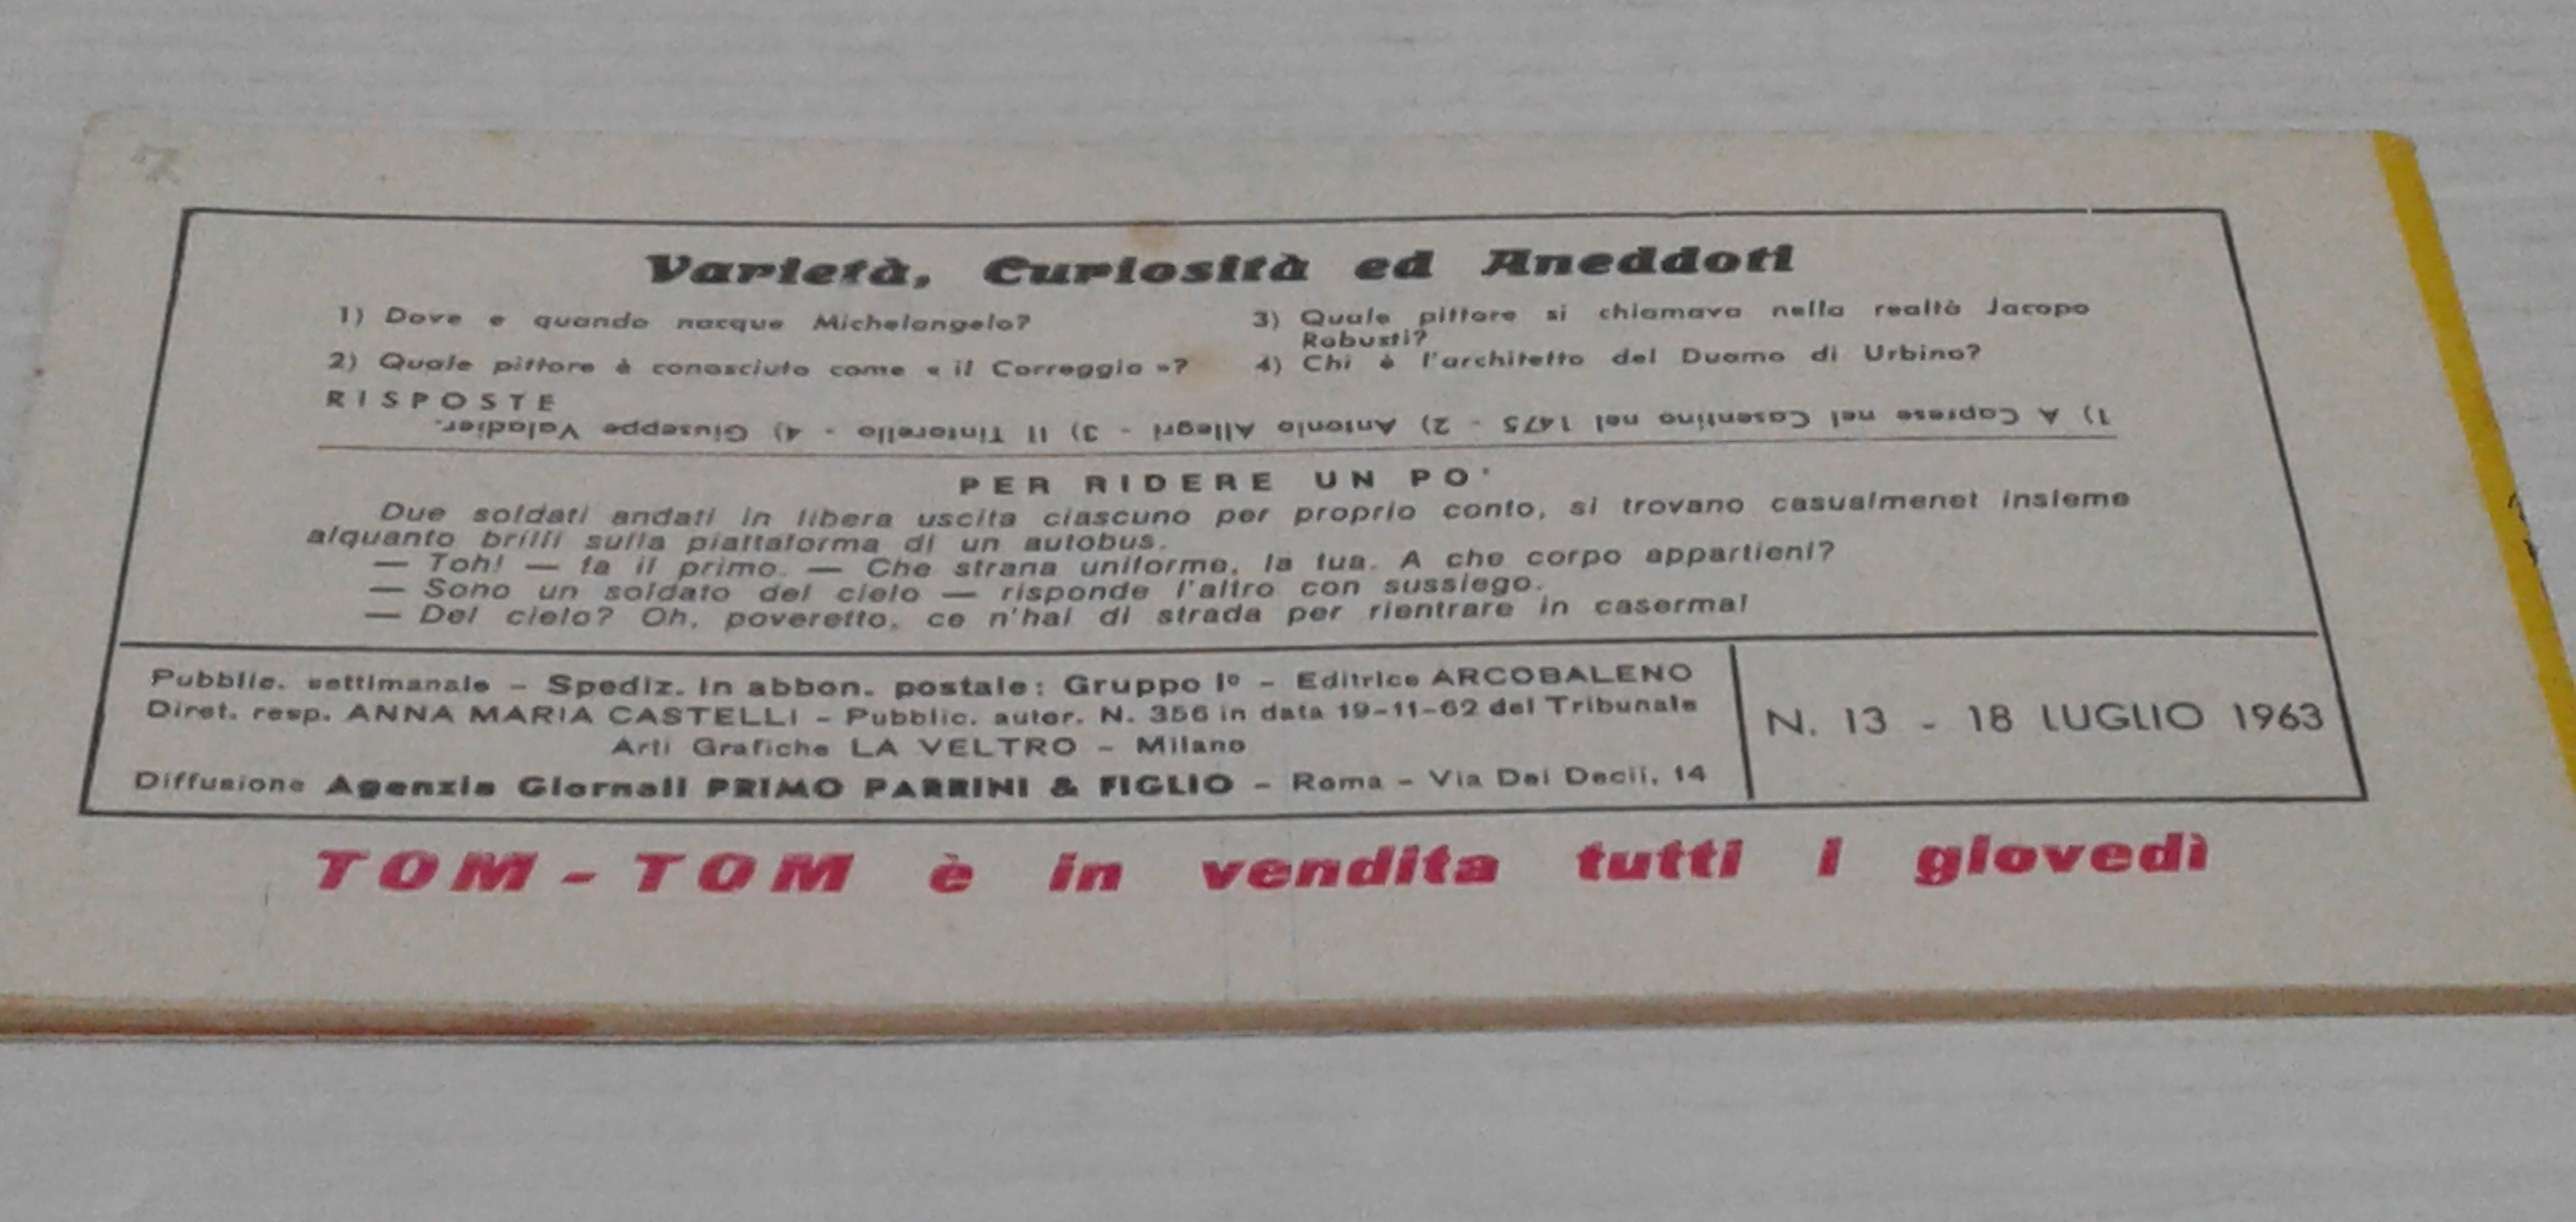 Varietà, Curiosità ed Aneddoti
1) Dove e quando nacque Michelangelo?
2) Quale pittore è conosciuto come « il Correggio »?
3) Quale pittore si chiamava nella realtà Jacopo
Robusti?
4) Chi è l'architetto del Duomo di Urbino?
RISPOSTE
1) A Caprese nel Casentino nel 1475 - 2) Antonio Allegri - 3) Il Tintorello - 4) Giuseppe Valadier.
PER RIDERE UN PO'
Due soldati andati in libera uscita ciascuno per proprio conto, si trovano casualmenet insieme
alquanto brilli sulla piattaforma di un autobus.
— Toh! — fa il primo. — Che strana uniforme, la tua. A che corpo appartieni?
— Sono un soldato del cielo — risponde l'altro con sussiego.
— Del cielo? Oh, poveretto, ce n'hai di strada per rientrare in caserma!
Pubblic. settimanale - Spediz. in abbon. postale: Gruppo I° - Editrice ARCOBALENO
Diret. resp. ANNA MARIA CASTELLI - Pubblic. autor. N. 356 in data 19-11-62 del Tribunale
Arti Grafiche LA VELTRO - Milano
Diffusione Agenzia Giornali PRIMO PARRINI & FIGLIO - Roma - Via Dei Decii, 14
N. 13 - 18 LUGLIO 1963
TOM-TOM è in vendita tutti i giovedì